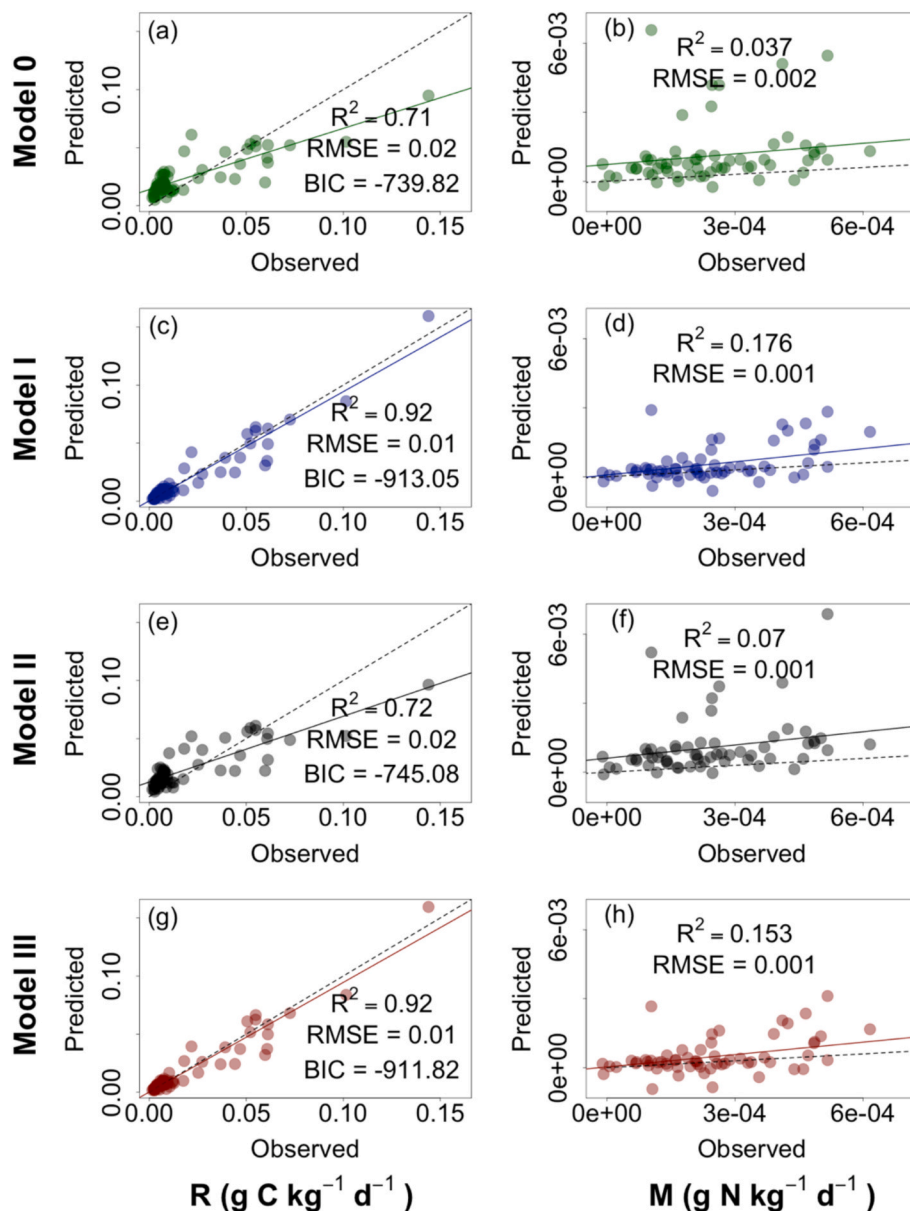 Model 0
Predicted
0.00 0.10
(a)
R² = 0.71
RMSE = 0.02
BIC = -739.82
0.00 0.05 0.10 0.15
Observed
Predicted
0e+00 6e-03
(b)
R² = 0.037
RMSE = 0.002
0e+00 3e-04 6e-04
Observed
Model I
Predicted
0.00 0.10
(c)
R² = 0.92
RMSE = 0.01
BIC = -913.05
0.00 0.05 0.10 0.15
Observed
Predicted
0e+00 6e-03
(d)
R² = 0.176
RMSE = 0.001
0e+00 3e-04 6e-04
Observed
Model II
Predicted
0.00 0.10
(e)
R² = 0.72
RMSE = 0.02
BIC = -745.08
0.00 0.05 0.10 0.15
Observed
Predicted
0e+00 6e-03
(f)
R² = 0.07
RMSE = 0.001
0e+00 3e-04 6e-04
Observed
Model III
Predicted
0.00 0.10
(g)
R² = 0.92
RMSE = 0.01
BIC = -911.82
0.00 0.05 0.10 0.15
Observed
Predicted
0e+00 6e-03
(h)
R² = 0.153
RMSE = 0.001
0e+00 3e-04 6e-04
Observed
R (g C kg⁻¹ d⁻¹ )
M (g N kg⁻¹ d⁻¹ )